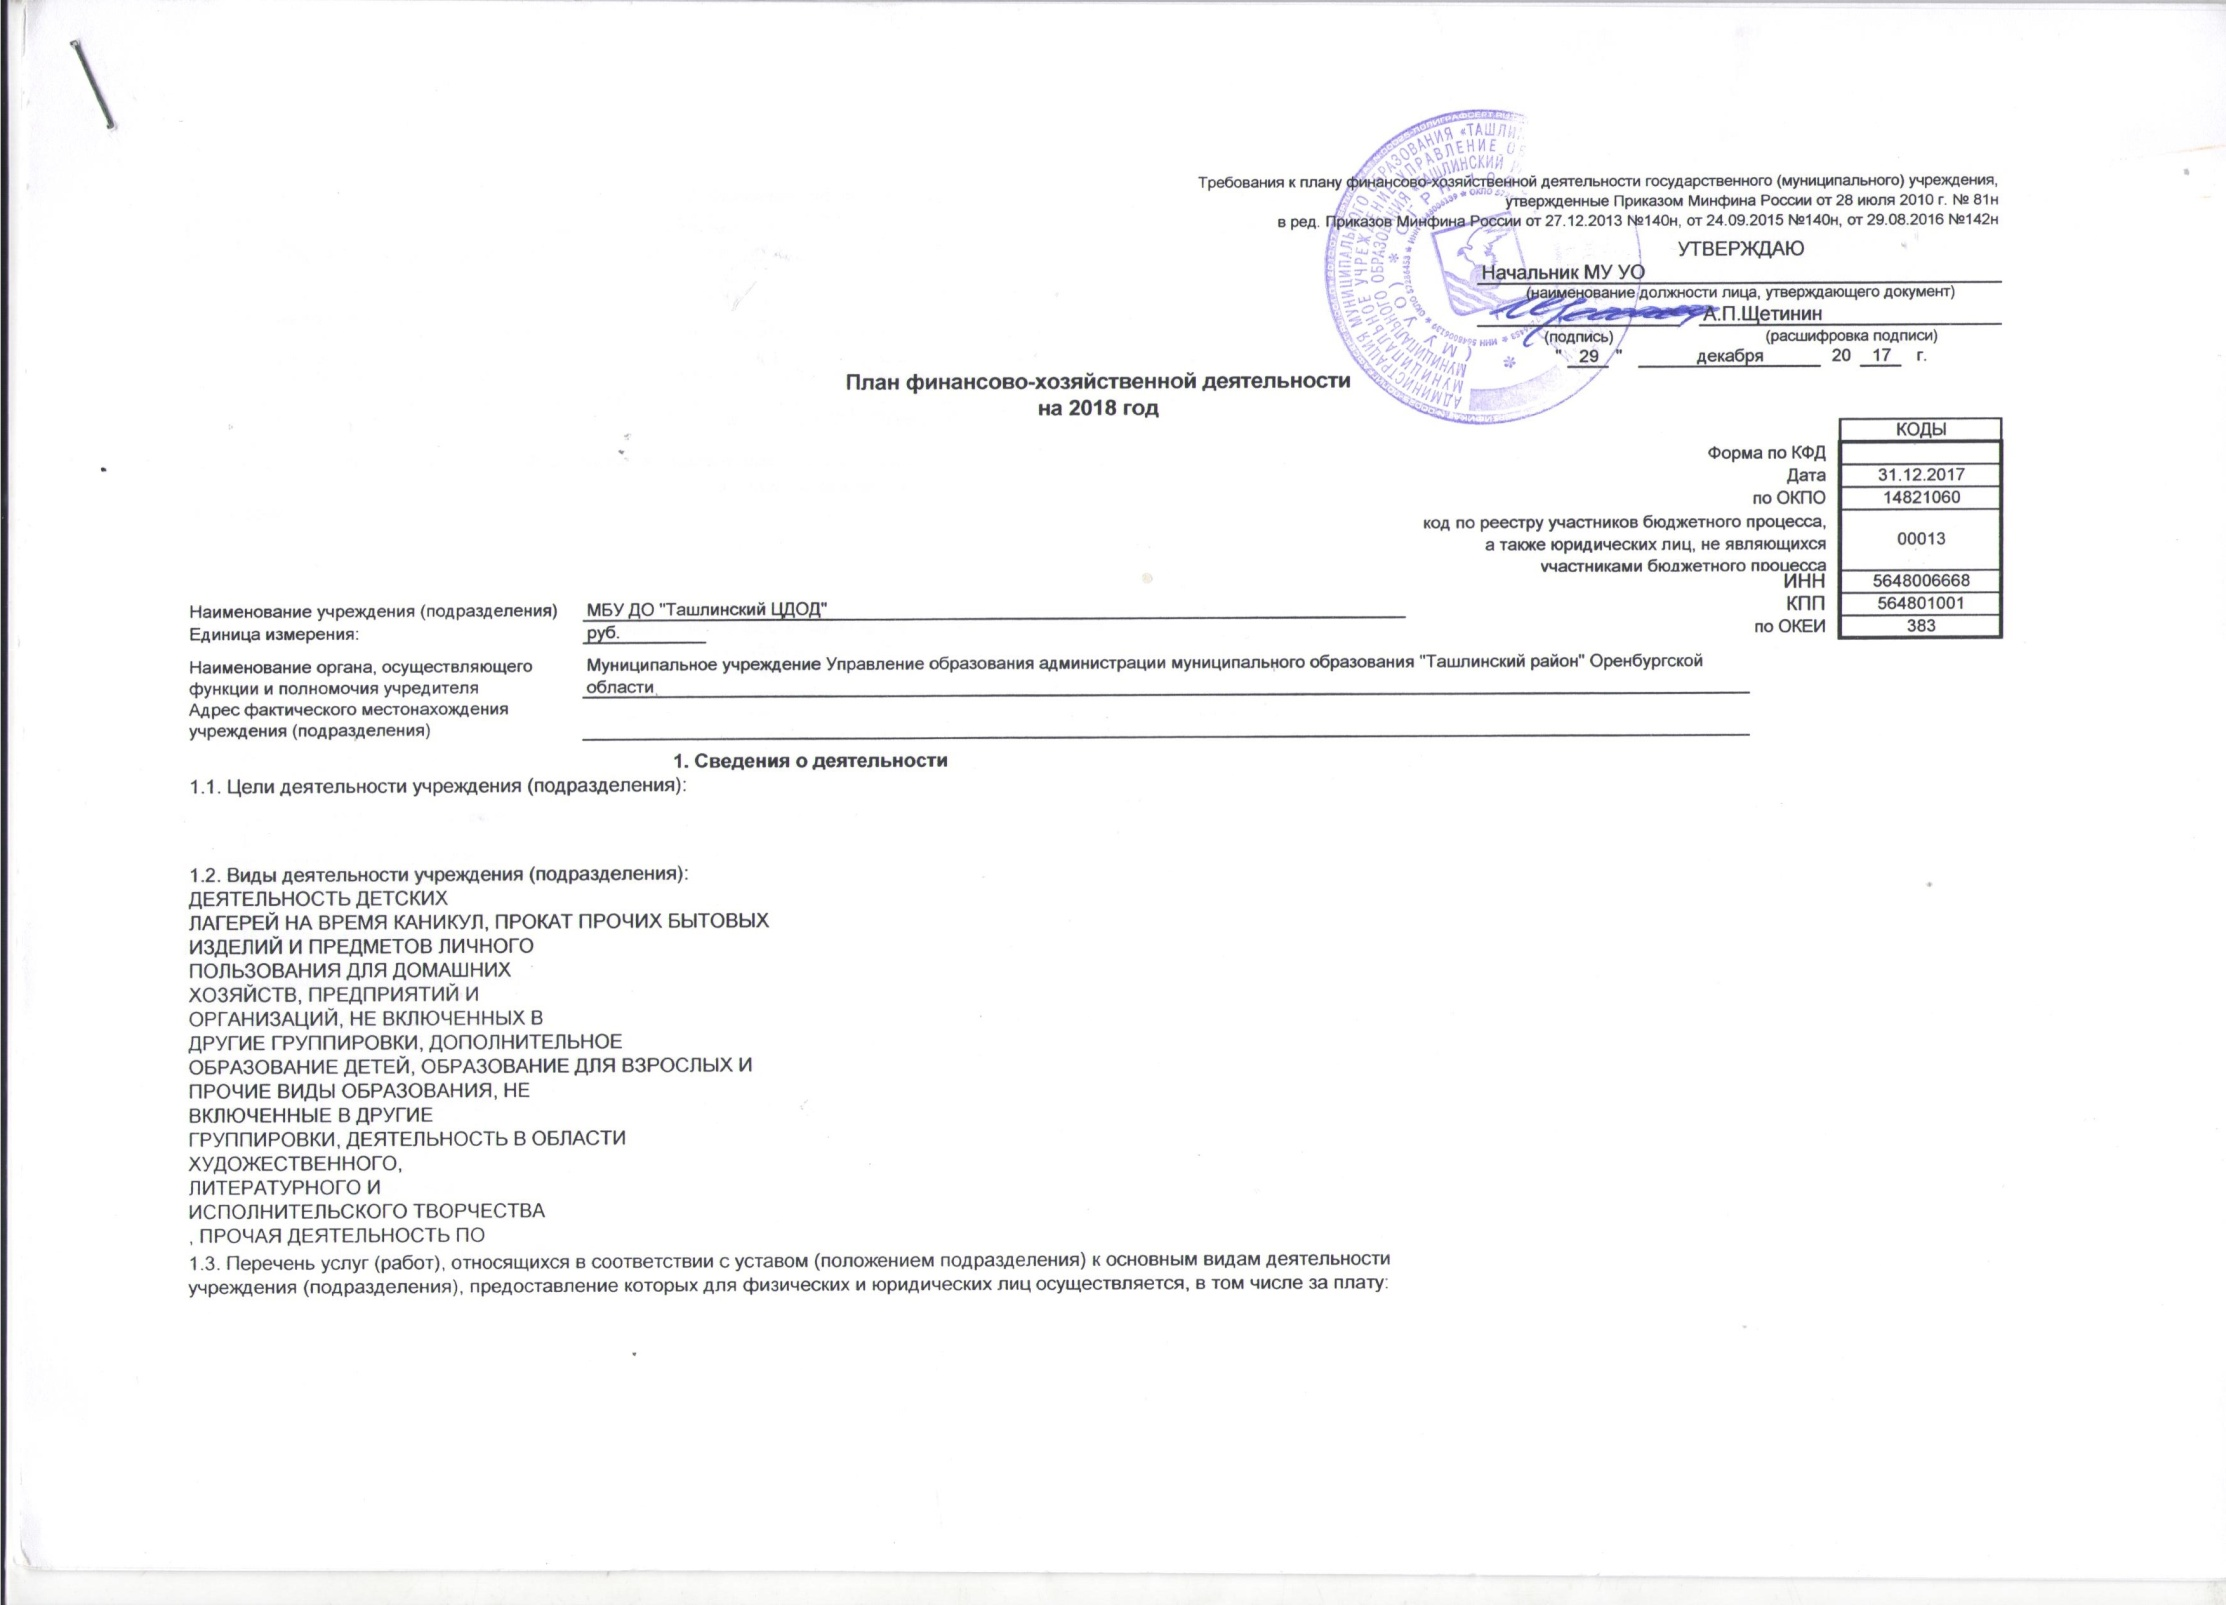 Требования к плану финансово-хозяйственной деятельности государственного (муниципального) учреждения,
утвержденные Приказом Минфина России от 28 июля 2010 г. № 81н
в ред. Приказов Минфина России от 27.12.2013 №140н, от 24.09.2015 №140н, от 29.08.2016 №142н
УТВЕРЖДАЮ
Начальник МУ УО
(наименование должности лица, утверждающего документ)
А.П.Щетинин
(подпись) (расшифровка подписи)
" 29 " декабря 20 17 г.
План финансово-хозяйственной деятельности
на 2018 год
КОДЫ
Форма по КФД
Дата 31.12.2017
по ОКПО 14821060
код по реестру участников бюджетного процесса,
а также юридических лиц, не являющихся
участниками бюджетного процесса
00013
ИНН 5648006668
КПП 564801001
по ОКЕИ 383
Наименование учреждения (подразделения) МБУ ДО "Ташлинский ЦДОД"
Единица измерения: руб.
Наименование органа, осуществляющего
функции и полномочия учредителя
Муниципальное учреждение Управление образования администрации муниципального образования "Ташлинский район" Оренбургской
области
Адрес фактического местонахождения
учреждения (подразделения)
1. Сведения о деятельности
1.1. Цели деятельности учреждения (подразделения):
1.2. Виды деятельности учреждения (подразделения):
ДЕЯТЕЛЬНОСТЬ ДЕТСКИХ
ЛАГЕРЕЙ НА ВРЕМЯ КАНИКУЛ, ПРОКАТ ПРОЧИХ БЫТОВЫХ
ИЗДЕЛИЙ И ПРЕДМЕТОВ ЛИЧНОГО
ПОЛЬЗОВАНИЯ ДЛЯ ДОМАШНИХ
ХОЗЯЙСТВ, ПРЕДПРИЯТИЙ И
ОРГАНИЗАЦИЙ, НЕ ВКЛЮЧЕННЫХ В
ДРУГИЕ ГРУППИРОВКИ, ДОПОЛНИТЕЛЬНОЕ
ОБРАЗОВАНИЕ ДЕТЕЙ, ОБРАЗОВАНИЕ ДЛЯ ВЗРОСЛЫХ И
ПРОЧИЕ ВИДЫ ОБРАЗОВАНИЯ, НЕ
ВКЛЮЧЕННЫЕ В ДРУГИЕ
ГРУППИРОВКИ, ДЕЯТЕЛЬНОСТЬ В ОБЛАСТИ
ХУДОЖЕСТВЕННОГО,
ЛИТЕРАТУРНОГО И
ИСПОЛНИТЕЛЬСКОГО ТВОРЧЕСТВА
, ПРОЧАЯ ДЕЯТЕЛЬНОСТЬ ПО
1.3. Перечень услуг (работ), относящихся в соответствии с уставом (положением подразделения) к основным видам деятельности
учреждения (подразделения), предоставление которых для физических и юридических лиц осуществляется, в том числе за плату: